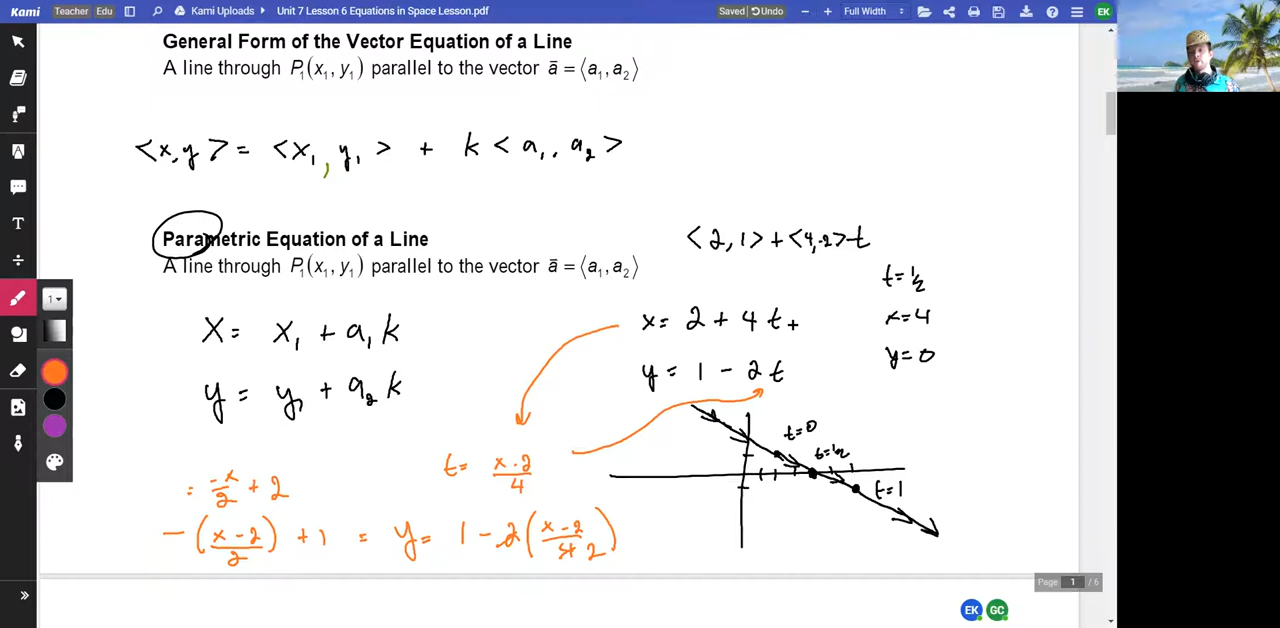 Kami Teacher Edu Kami Uploads Unit 7 Lesson 6 Equations in Space Lesson.pdf Saved Undo Full Width EK
General Form of the Vector Equation of a Line
A line through P₁(x₁, y₁) parallel to the vector a̅ = ⟨a₁, a₂⟩
<x, y> = <x₁, y₁> + k <a₁, a₂>
Parametric Equation of a Line
A line through P₁(x₁, y₁) parallel to the vector a̅ = ⟨a₁, a₂⟩
<2, 1> + <4, -2> t
t = 1/2
x = 4
y = 0
x = x₁ + a₁ k
y = y₁ + a₂ k
x = 2 + 4 t +
y = 1 - 2 t
t=0
t=1/2
t=1
t = (x-2)/4
= -x/2 + 2
-(x-2/2) + 1 = y = 1 - 2(x-2/4 2)
1
T
Page 1 / 6
EK GC